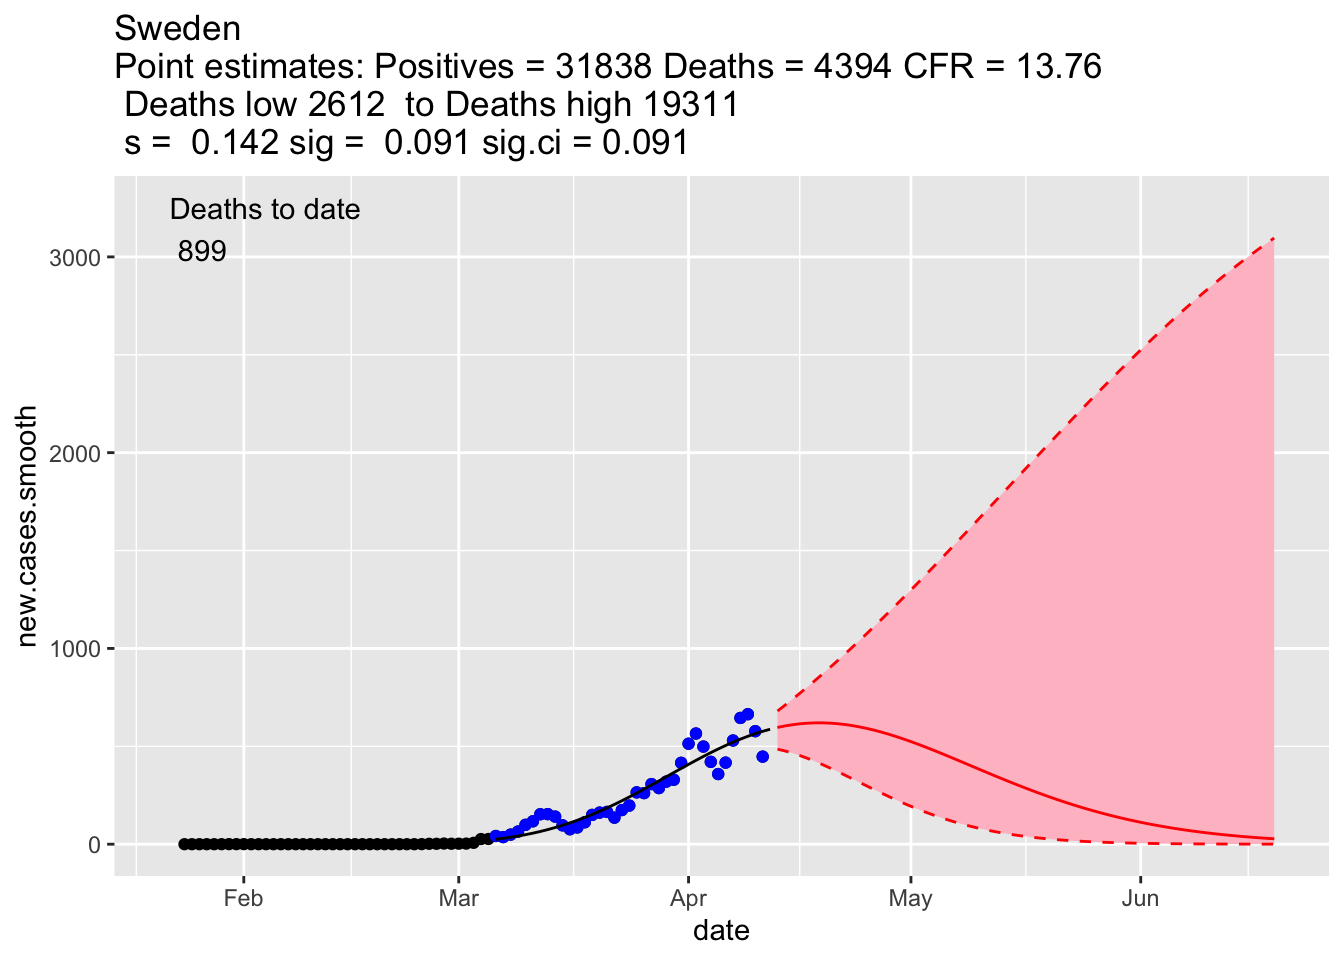 Sweden
Point estimates: Positives = 31838 Deaths = 4394 CFR = 13.76
Deaths low 2612  to Deaths high 19311
s =  0.142 sig =  0.091 sig.ci = 0.091
Deaths to date
899
3000
2000
1000
0
new.cases.smooth
Feb Mar Apr May Jun
date